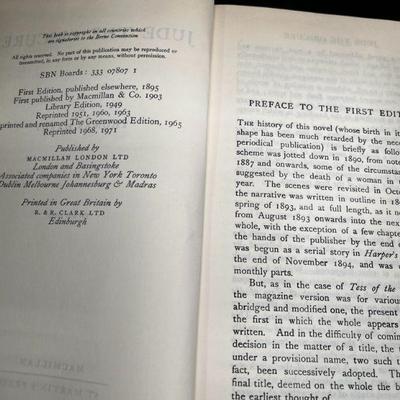 This book is copyright in all countries which
are signatories to the Berne Convention
All rights reserved. No part of this publication may be reproduced or
transmitted, in any form or by any means, without permission.
SBN Boards: 333 07807 1
First Edition, published elsewhere, 1895
First published by Macmillan & Co. 1903
Library Edition, 1949
Reprinted 1951, 1960, 1963
printed and renamed The Greenwood Edition, 1965
Reprinted 1968, 1971
Published by
MACMILLAN LONDON LTD
London and Basingstoke
Associated companies in New York Toronto
Dublin Melbourne Johannesburg & Madras
Printed in Great Britain by
R. & R. CLARK LTD
Edinburgh
PREFACE TO THE FIRST EDIT
THE history of this novel (whose birth in it
shape has been much retarded by the nece
periodical publication) is briefly as follow
scheme was jotted down in 1890, from note
1887 and onwards, some of the circumstan
suggested by the death of a woman in the
year. The scenes were revisited in Octo
the narrative was written in outline in 189
spring of 1893, and at full length, as it no
from August 1893 onwards into the nex
whole, with the exception of a few chapte
the hands of the publisher by the end o
was begun as a serial story in Harper's
the end of November 1894, and was c
monthly parts.
But, as in the case of Tess of the
the magazine version was for variou
abridged and modified one, the present
the first in which the whole appears
written. And in the difficulty of comin
decision in the matter of a title, the t
under a provisional name, two such t
fact, been successively adopted. The
final title, deemed on the whole the b
the earliest thought of.